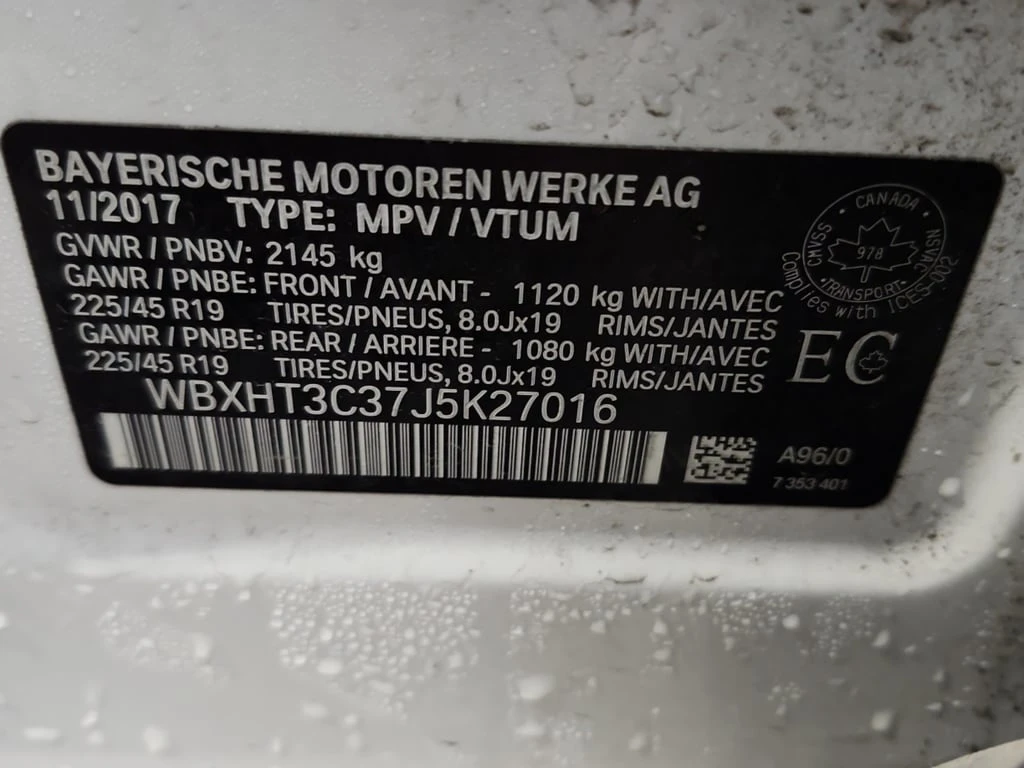 BAYERISCHE MOTOREN WERKE AG
11/2017 TYPE: MPV / VTUM
GVWR / PNBV: 2145 kg
GAWR / PNBE: FRONT / AVANT - 1120 kg WITH/AVEC
225/45 R19 TIRES/PNEUS, 8.0Jx19 RIMS/JANTES
GAWR / PNBE: REAR / ARRIERE - 1080 kg WITH/AVEC
225/45 R19 TIRES/PNEUS, 8.0Jx19 RIMS/JANTES
WBXHT3C37J5K27016
CANADA
CMVSS NSVAC
978
TRANSPORT
Complies with ICES-002
EC
A96/0
7 353 401